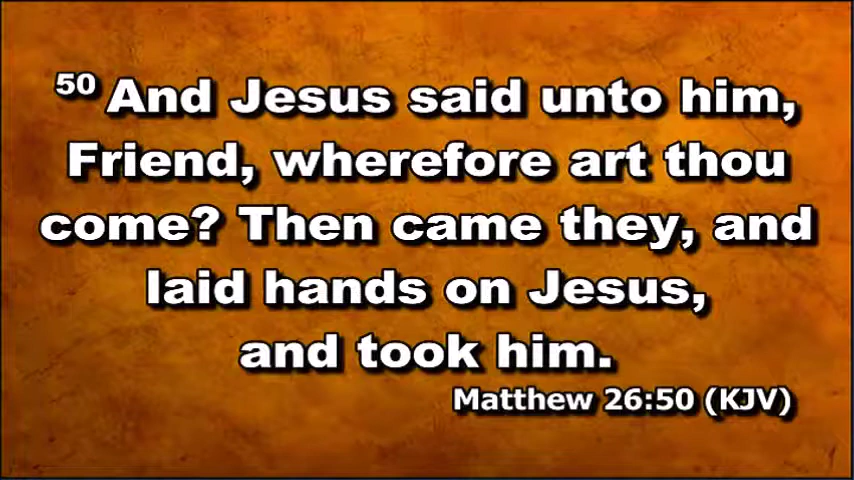 50 And Jesus said unto him,
Friend, wherefore art thou
come? Then came they, and
laid hands on Jesus,
and took him.
Matthew 26:50 (KJV)